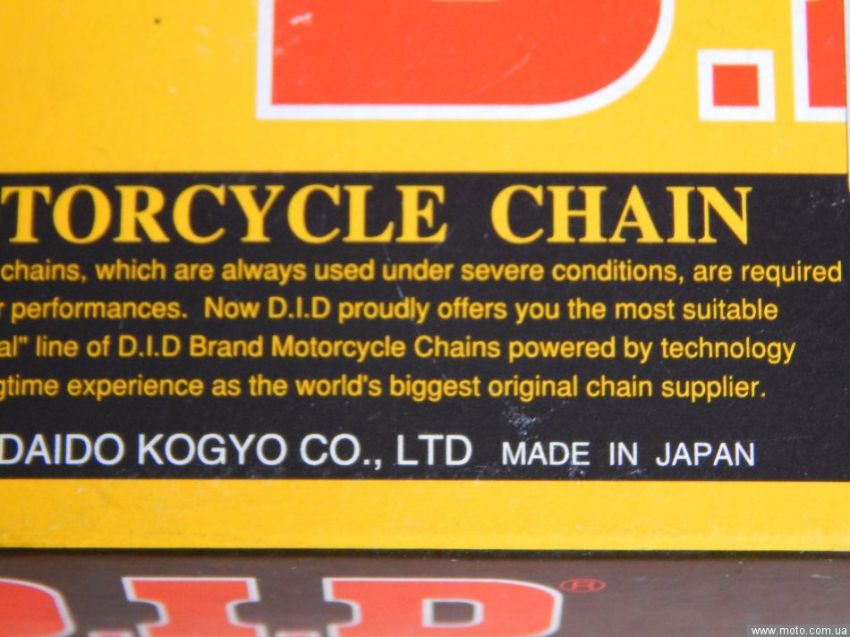 D.I
TORCYCLE CHAIN
chains, which are always used under severe conditions, are required
r performances. Now D.I.D proudly offers you the most suitable
al" line of D.I.D Brand Motorcycle Chains powered by technology
gtime experience as the world's biggest original chain supplier.
DAIDO KOGYO CO., LTD MADE IN JAPAN
D.I.D®
www.moto.com.ua